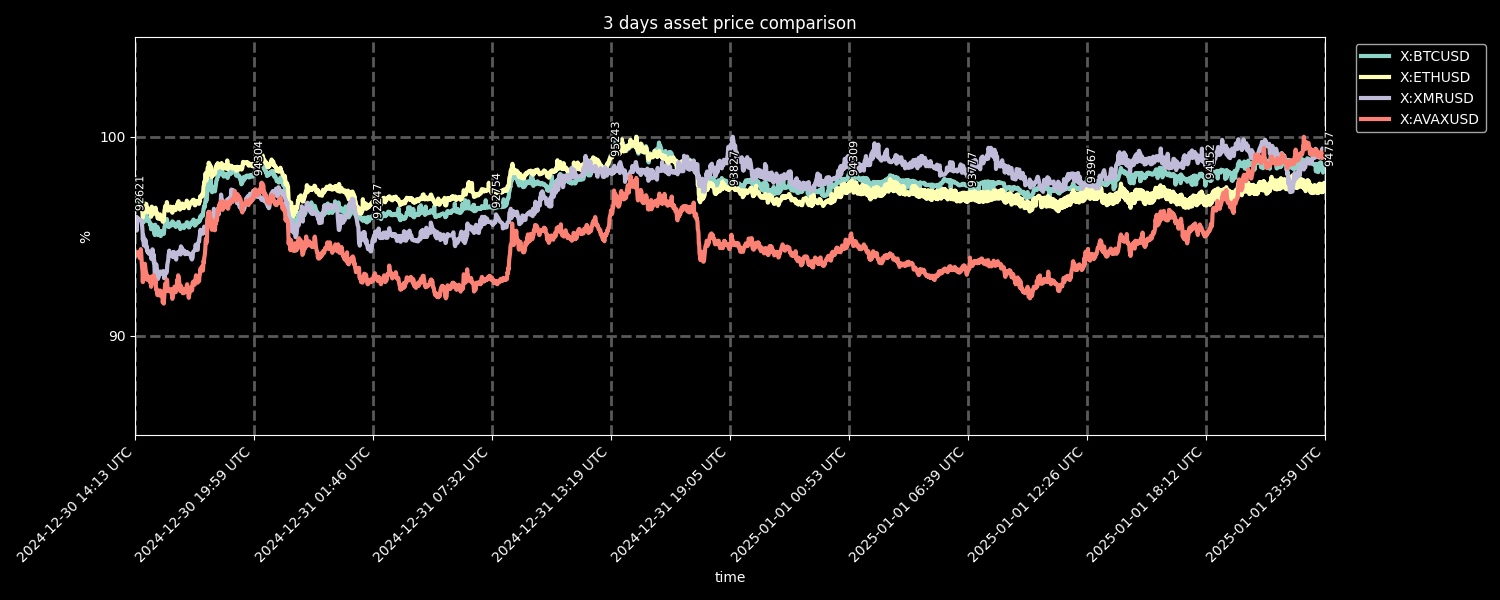 3 days asset price comparison
X:BTCUSD
X:ETHUSD
X:XMRUSD
X:AVAXUSD
%
100
90
92621
94304
92247
92754
95243
93827
94309
93967
94152
94757
2024-12-30 14:13 UTC
2024-12-30 19:59 UTC
2024-12-31 01:46 UTC
2024-12-31 07:32 UTC
2024-12-31 13:19 UTC
2024-12-31 19:05 UTC
2025-01-01 00:53 UTC
2025-01-01 06:39 UTC
2025-01-01 12:26 UTC
2025-01-01 18:12 UTC
2025-01-01 23:59 UTC
time